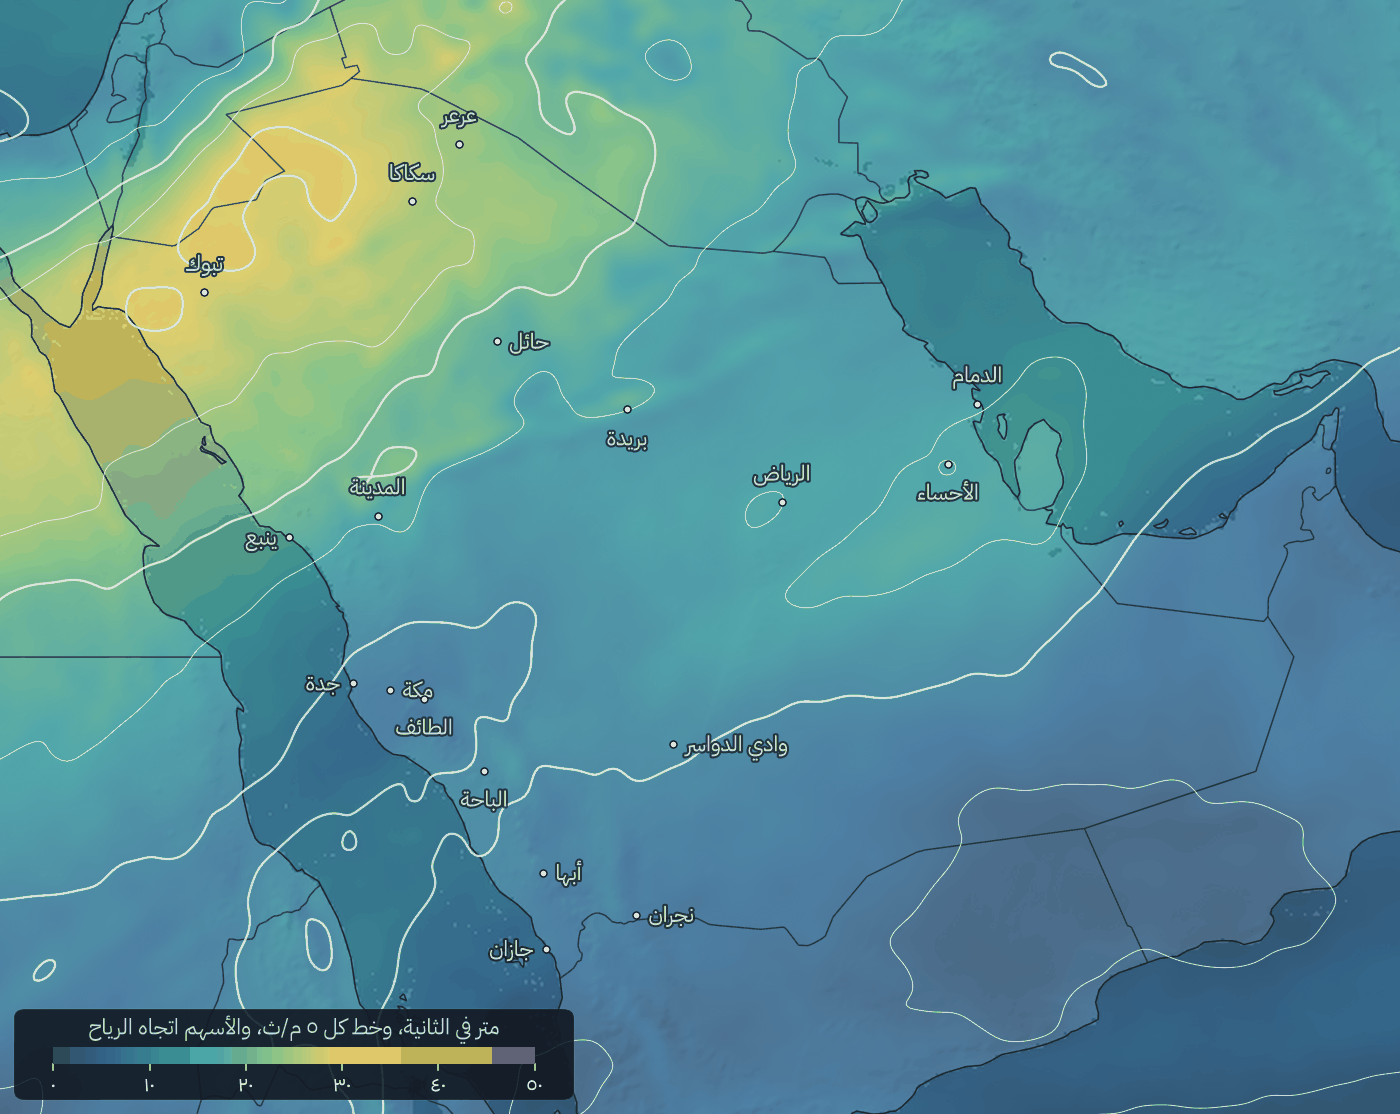 عرعر
سكاكا
تبوك
حائل
الدمام
بريدة
الرياض
الأحساء
المدينة
ينبع
جدة
مكة
الطائف
وادي الدواسر
الباحة
أبها
نجران
جازان
متر في الثانية، وخط كل ٥ م/ث، والأسهم اتجاه الرياح
٠ ١٠ ٢٠ ٣٠ ٤٠ ٥٠